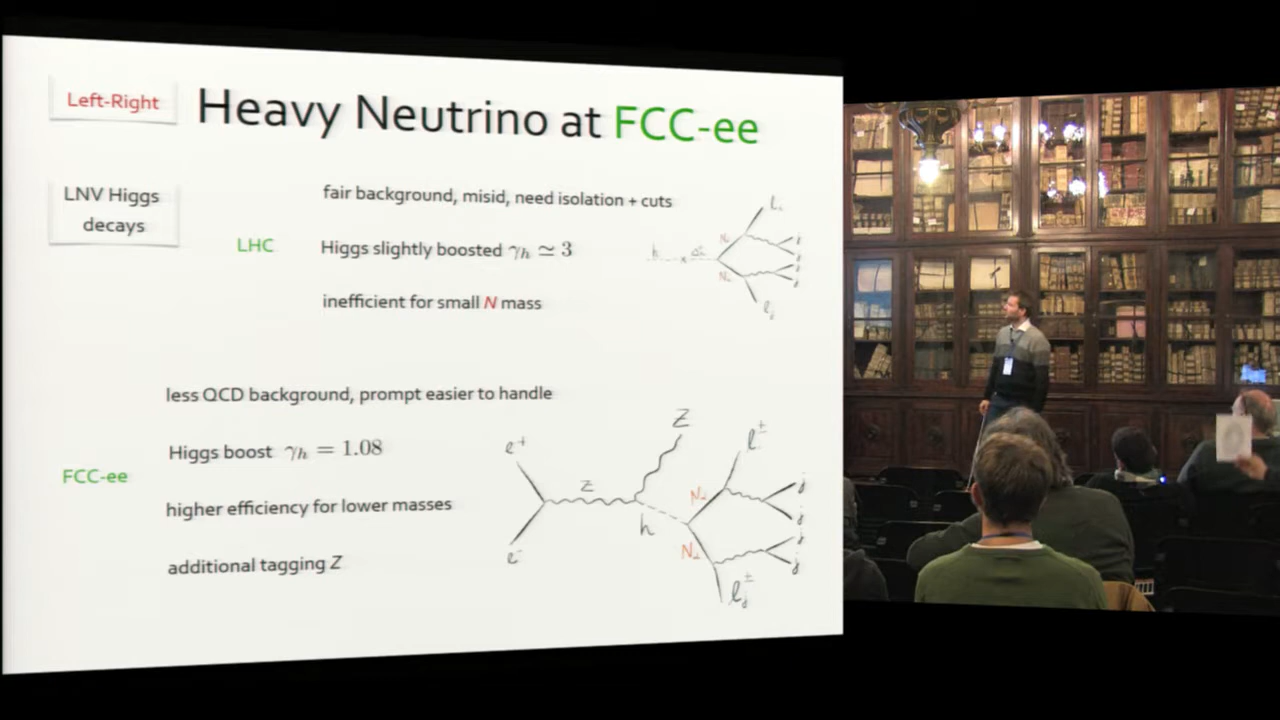 Left-Right
Heavy Neutrino at FCC-ee
LNV Higgs
decays
fair background, misid, need isolation + cuts
LHC
Higgs slightly boosted γh ≃ 3
inefficient for small N mass
less QCD background, prompt easier to handle
Higgs boost γh = 1.08
FCC-ee
higher efficiency for lower masses
additional tagging Z
e+
e-
Z
Z
h
l±
j
j
j
j
lj±